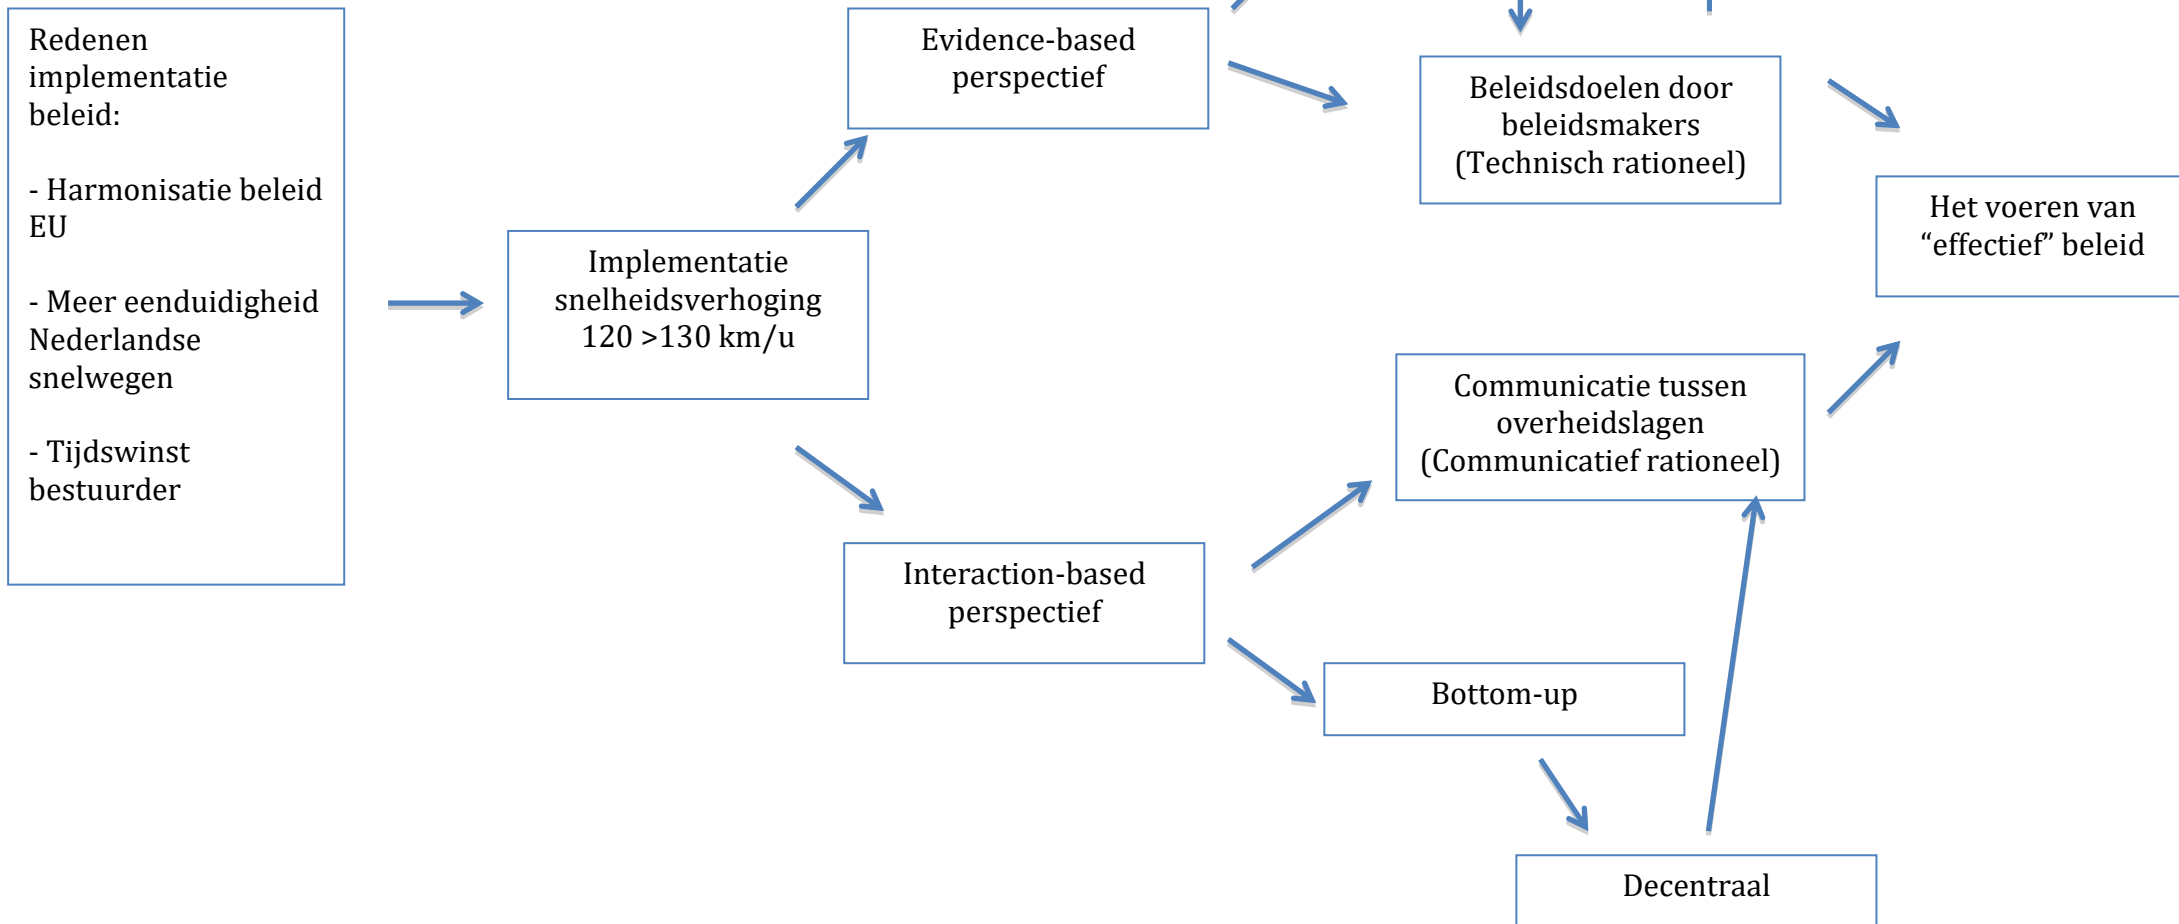 Redenen
implementatie
beleid:
- Harmonisatie beleid
EU
- Meer eenduidigheid
Nederlandse
snelwegen
- Tijdswinst
bestuurder
Implementatie
snelheidsverhoging
120 >130 km/u
Evidence-based
perspectief
Beleidsdoelen door
beleidsmakers
(Technisch rationeel)
Het voeren van
“effectief” beleid
Communicatie tussen
overheidslagen
(Communicatief rationeel)
Interaction-based
perspectief
Bottom-up
Decentraal